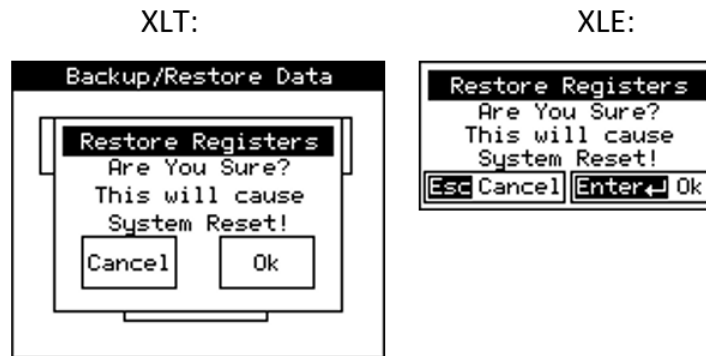 XLT:
Backup/Restore Data
Restore Registers
Are You Sure?
This will cause
System Reset!
Cancel
Ok
XLE:
Restore Registers
Are You Sure?
This will cause
System Reset!
Esc Cancel Enter↵ Ok